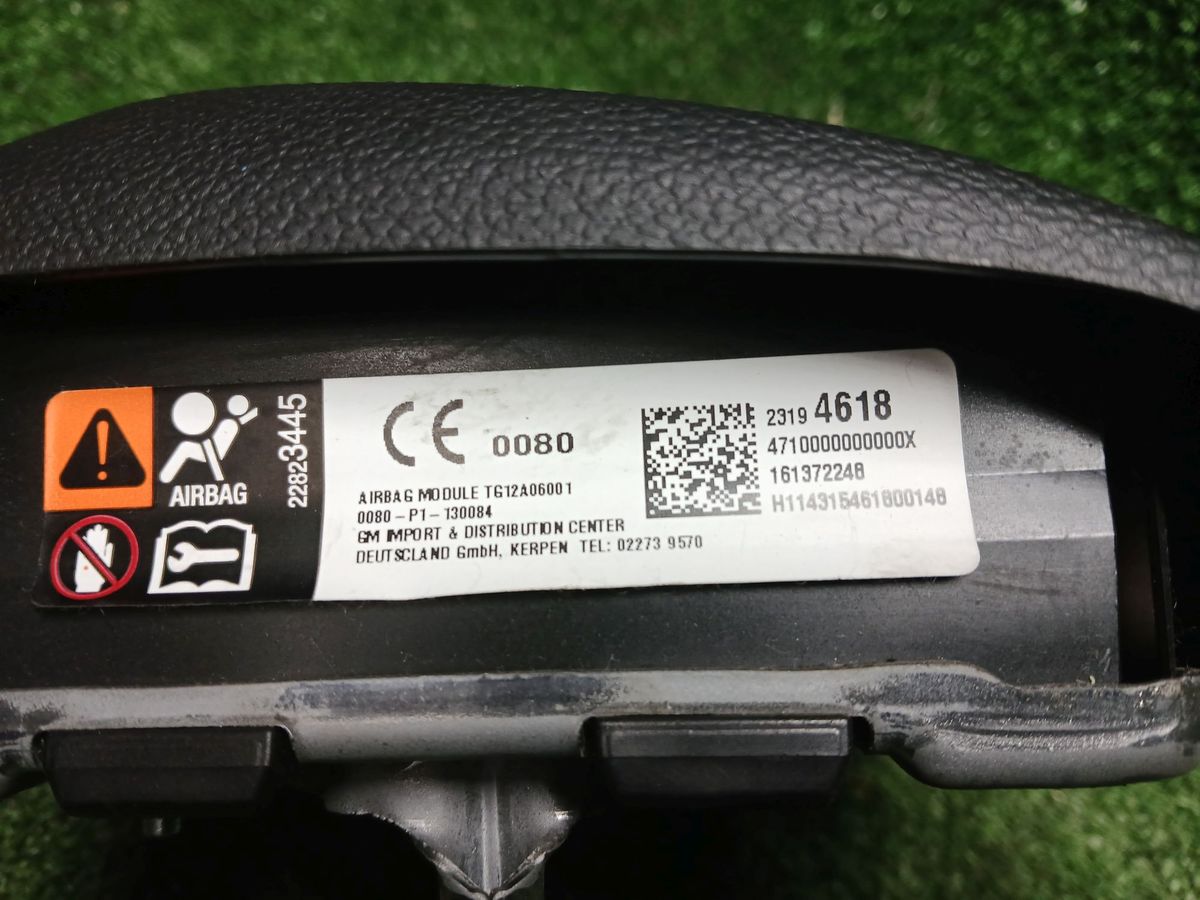 AIRBAG
22823445
CE 0080
AIRBAG MODULE TG12A06001
0080-P1-130084
GM IMPORT & DISTRIBUTION CENTER
DEUTSCLAND GmbH, KERPEN TEL: 02273 9570
2319 4618
4710000000000X
161372248
H114315461800148